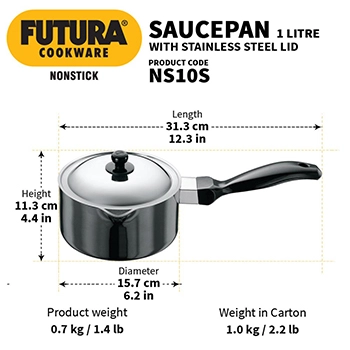 FUTURA®
COOKWARE
NONSTICK
SAUCEPAN 1 LITRE
WITH STAINLESS STEEL LID
PRODUCT CODE
NS10S
Length
31.3 cm
12.3 in
Height
11.3 cm
4.4 in
Diameter
15.7 cm
6.2 in
Product weight
0.7 kg / 1.4 lb
Weight in Carton
1.0 kg / 2.2 lb